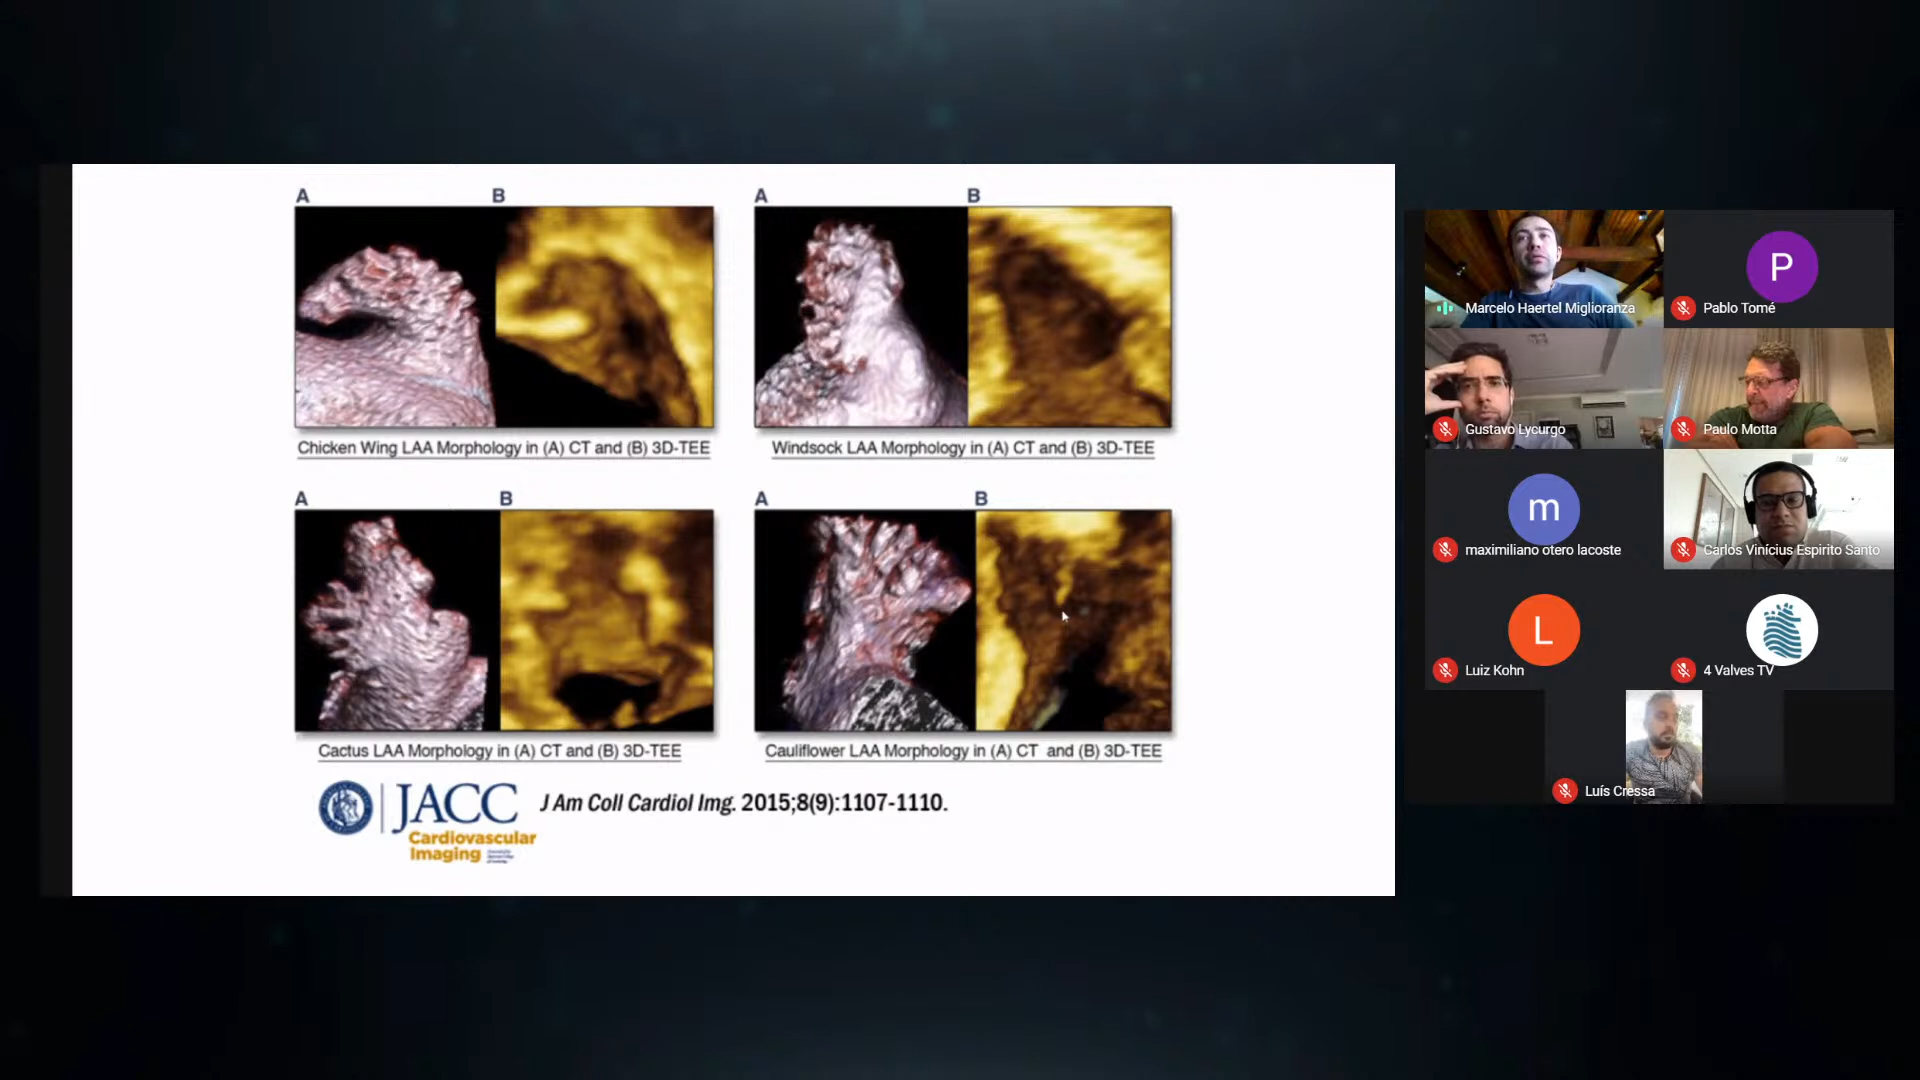 A B
Chicken Wing LAA Morphology in (A) CT and (B) 3D-TEE
A B
Windsock LAA Morphology in (A) CT and (B) 3D-TEE
A B
Cactus LAA Morphology in (A) CT and (B) 3D-TEE
A B
Cauliflower LAA Morphology in (A) CT and (B) 3D-TEE
JACC
Cardiovascular
Imaging
J Am Coll Cardiol Img. 2015;8(9):1107-1110.
Marcelo Haertel Miglioranza
P
Pablo Tomé
Gustavo Lycurgo
Paulo Motta
m
maximiliano otero lacoste
Carlos Vinícius Espirito Santo
L
Luiz Kohn
4 Valves TV
Luís Cressa